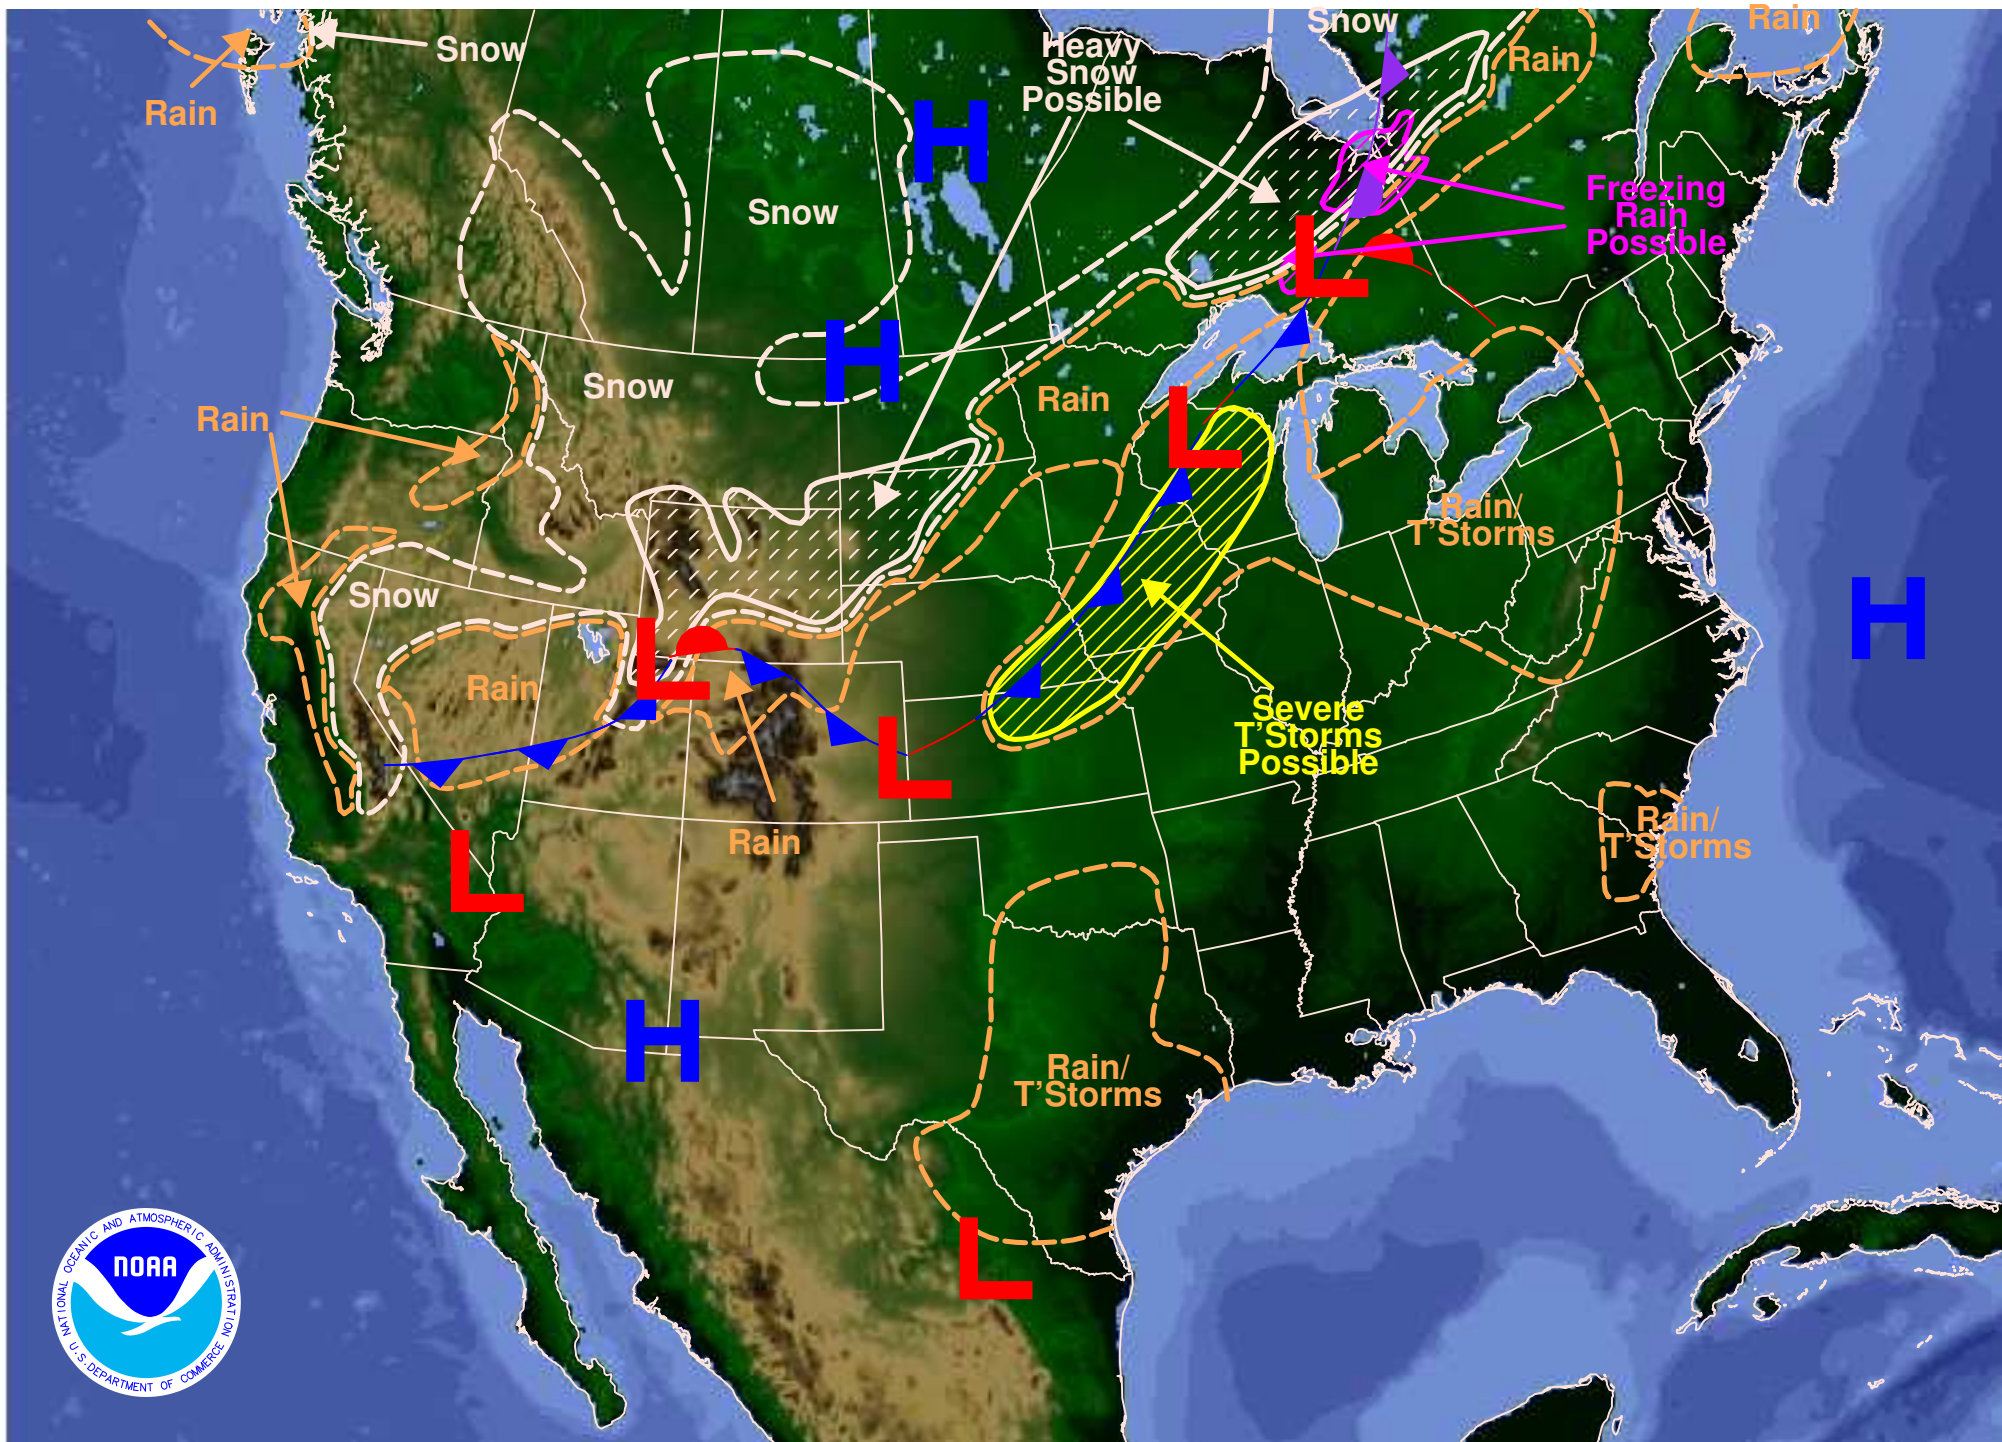 Snow
Rain
Snow
Rain
Heavy
Snow
Possible
Rain
H
Rain
Freezing
Rain
Possible
Snow
L
H
Snow
Rain
Rain
L
Rain/
T'Storms
Snow
H
L
Rain
Severe
T'Storms
Possible
L
Rain
Rain/
T'Storms
L
H
Rain/
T'Storms
L
NATIONAL OCEANIC AND ATMOSPHERIC ADMINISTRATION
NOAA
U.S. DEPARTMENT OF COMMERCE